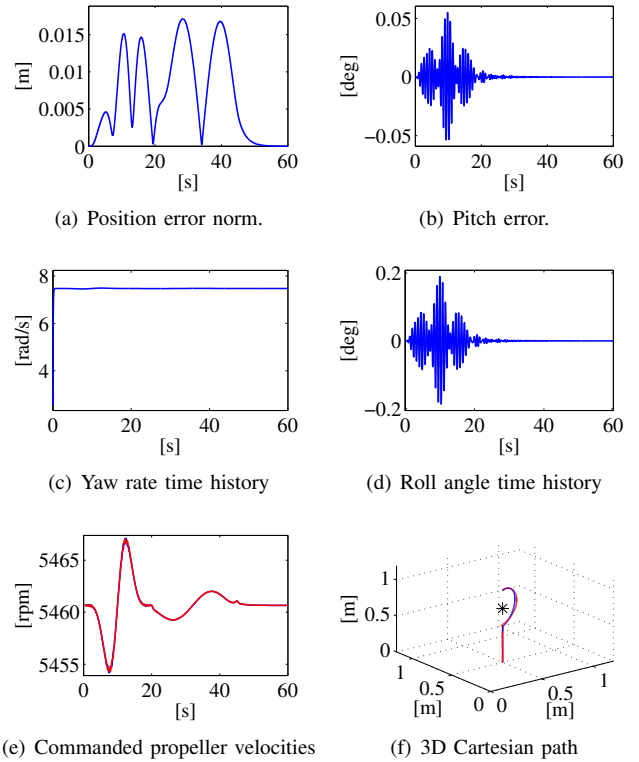 0.015
0.01
0.005
0
[m]
0 20 40 60
[s]
(a) Position error norm.
0.05
0
−0.05
[deg]
0 20 40 60
[s]
(b) Pitch error.
8
6
4
[rad/s]
0 20 40 60
[s]
(c) Yaw rate time history
0.2
0
−0.2
[deg]
0 20 40 60
[s]
(d) Roll angle time history
5465
5460
5455
[rpm]
0 20 40 60
[s]
(e) Commanded propeller velocities
1
0.5
0
[m]
1
0.5
0
[m]
0
0.5
1
[m]
(f) 3D Cartesian path